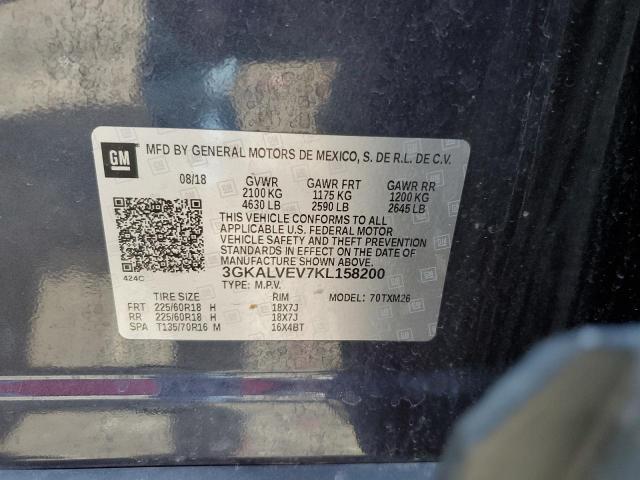 GM
MFD BY GENERAL MOTORS DE MEXICO, S. DE R.L. DE C.V.
08/18 GVWR GAWR FRT GAWR RR
2100 KG 1175 KG 1200 KG
4630 LB 2590 LB 2645 LB
THIS VEHICLE CONFORMS TO ALL
APPLICABLE U.S. FEDERAL MOTOR
VEHICLE SAFETY AND THEFT PREVENTION
STANDARDS IN EFFECT ON THE DATE OF
MANUFACTURE SHOWN ABOVE.
424C 3GKALVEV7KL158200
TYPE: M.P.V.
TIRE SIZE RIM MODEL: 70TXM26
FRT 225/60R18 H 18X7J
RR 225/60R18 H 18X7J
SPA T135/70R16 M 16X4BT